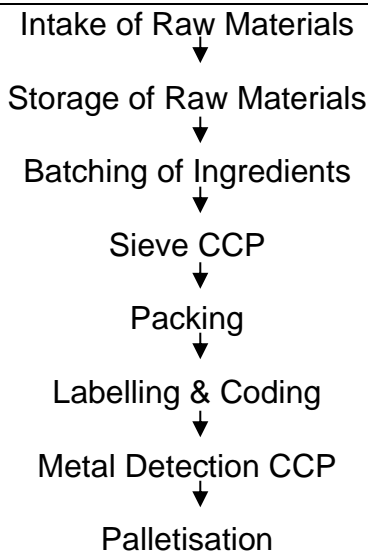 Intake of Raw Materials
Storage of Raw Materials
Batching of Ingredients
Sieve CCP
Packing
Labelling & Coding
Metal Detection CCP
Palletisation